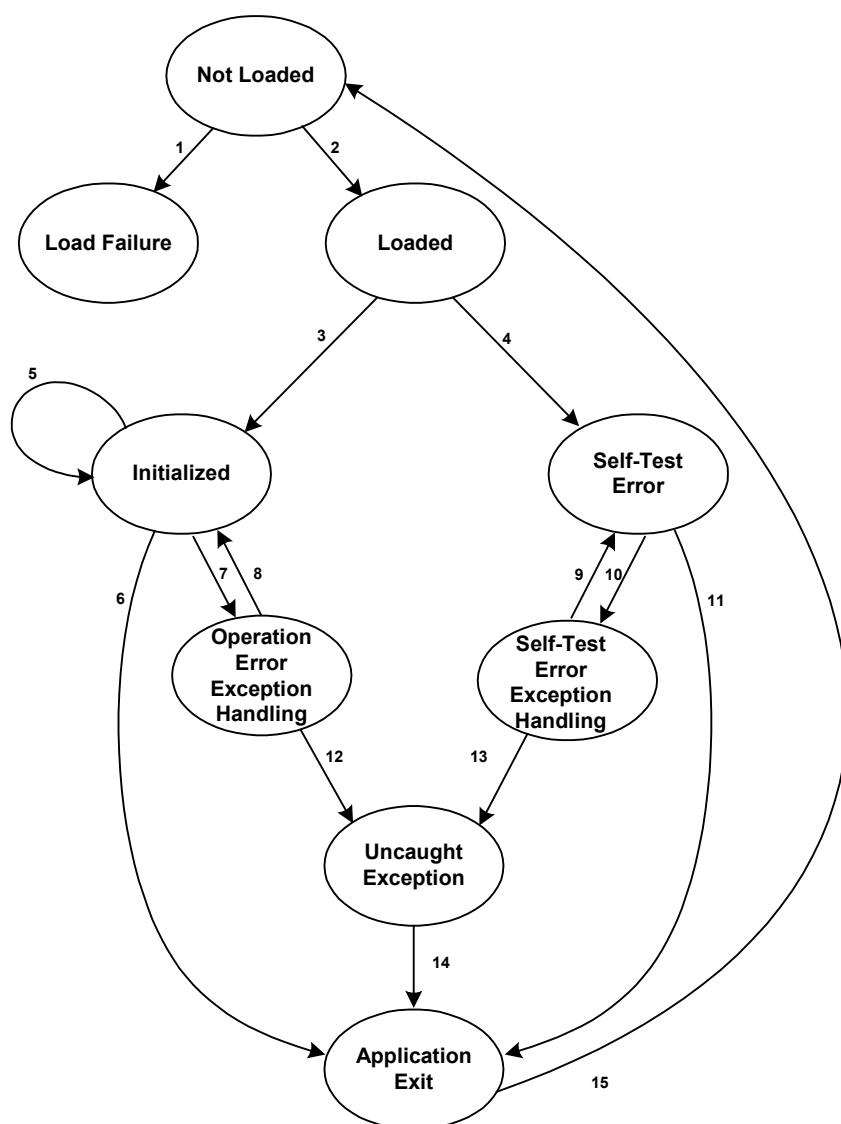 Not Loaded
1
2
Load Failure
Loaded
3
4
5
Initialized
Self-Test
Error
6
7
8
9
10
11
Operation
Error
Exception
Handling
Self-Test
Error
Exception
Handling
12
13
Uncaught
Exception
14
Application
Exit
15